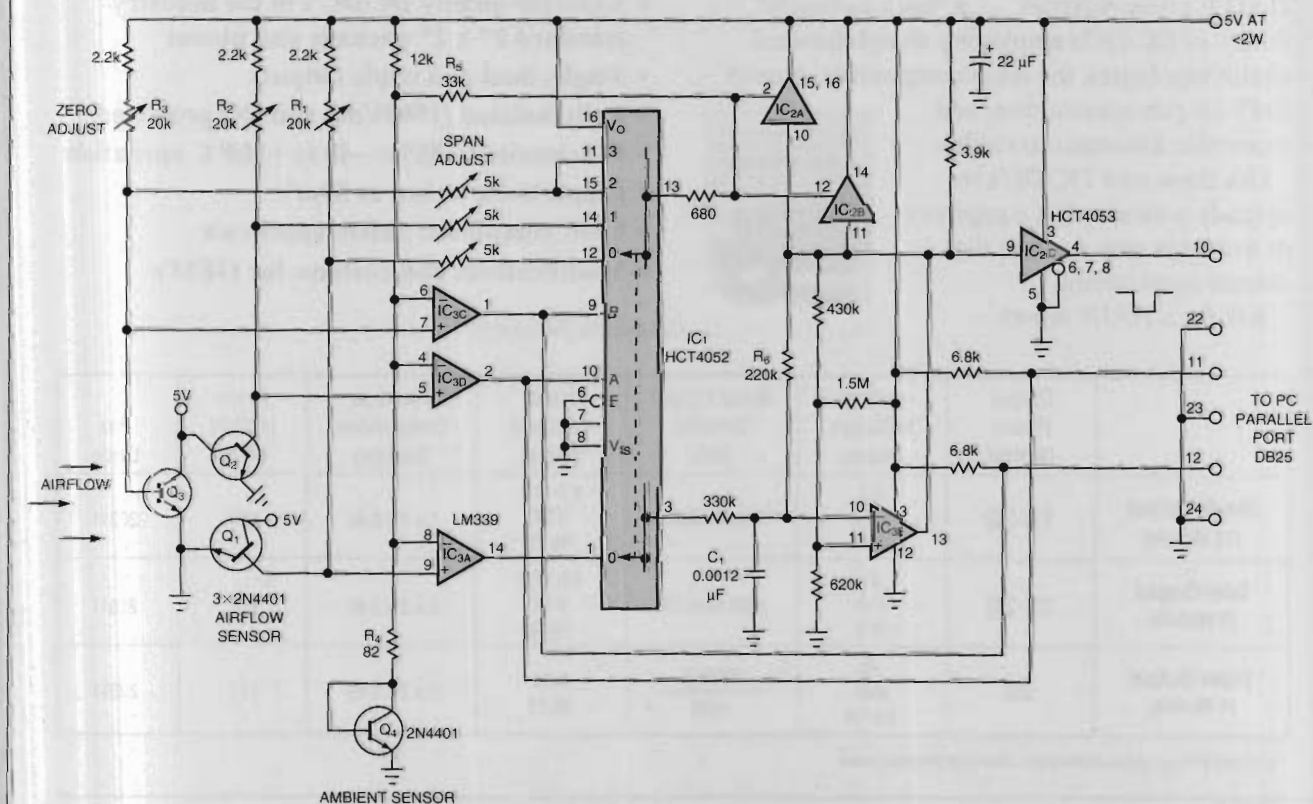 5V AT
<2W
2.2k
2.2k
2.2k
12k
R5
33k
22 µF
+
ZERO
ADJUST
R3
20k
R2
20k
R1
20k
SPAN
ADJUST
5k
5k
5k
16
VO
11
3
15
2
14
1
12
0
13
680
2
15, 16
IC2A
10
12
14
IC2B
11
3.9k
HCT4053
9
3
4
6, 7, 8
5
10
6
7
IC3C
1
9
B
IC1
HCT4052
4
5
IC3D
2
10
A
6
7
8
430k
R6
220k
1.5M
6.8k
6.8k
22
11
23
12
24
TO PC
PARALLEL
PORT
DB25
5V
Q2
Q3
Q1
5V
AIRFLOW
3×2N4401
AIRFLOW
SENSOR
LM339
8
9
IC3A
14
1
0
3
330k
C1
0.0012
µF
10
11
3
12
13
620k
R4
82
Q4
2N4401
AMBIENT SENSOR